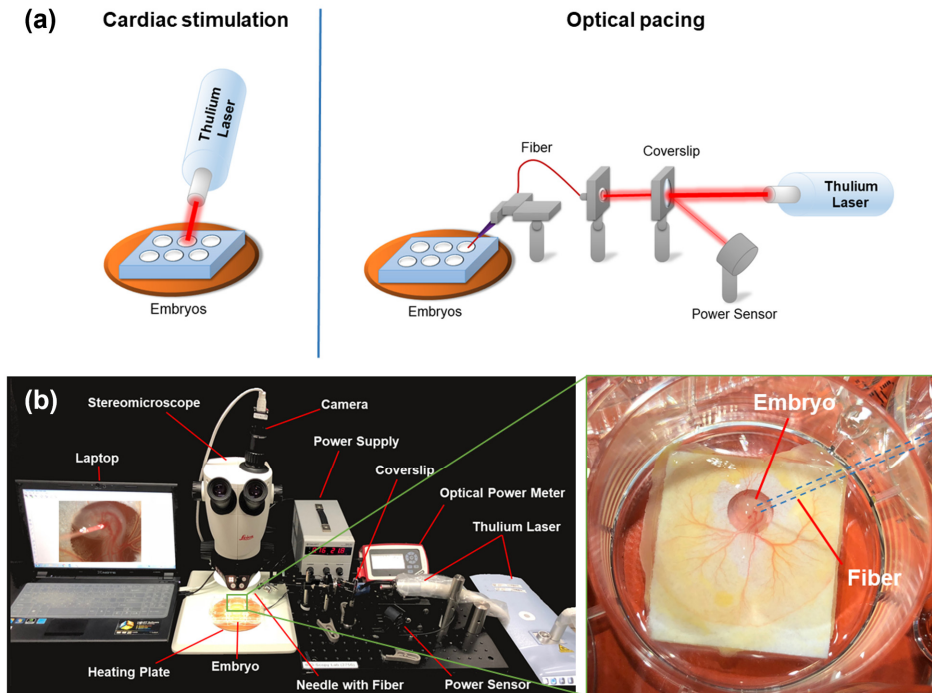 (a)
Cardiac stimulation
Optical pacing
Thulium
Laser
Embryos
Fiber
Coverslip
Thulium
Laser
Embryos
Power Sensor
(b)
Stereomicroscope
Camera
Power Supply
Laptop
Coverslip
Optical Power Meter
Thulium Laser
Leica
Heating Plate
Embryo
Needle with Fiber
Power Sensor
Embryo
Fiber